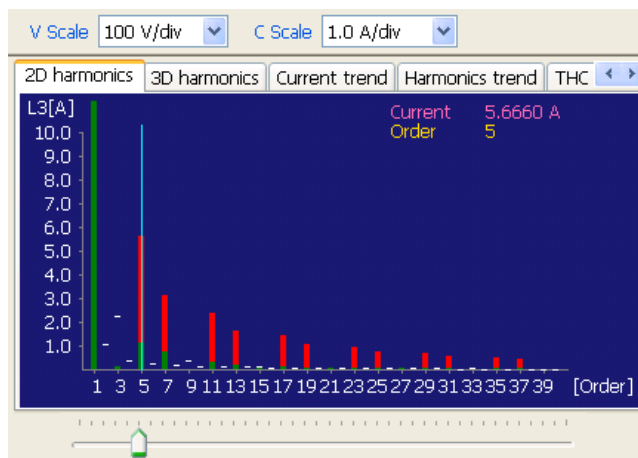 V Scale 100 V/div C Scale 1.0 A/div
2D harmonics 3D harmonics Current trend Harmonics trend THC
L3[A] Current 5.6660 A
Order 5
10.0
9.0
8.0
7.0
6.0
5.0
4.0
3.0
2.0
1.0
1 3 5 7 9 11 13 15 17 19 21 23 25 27 29 31 33 35 37 39 [Order]